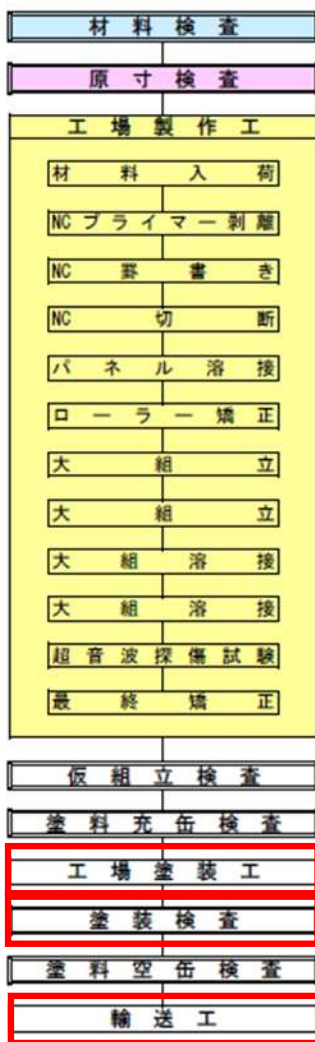 材料検査
原寸検査
工場製作工
材料入荷
NCプライマー剥離
NC罫書き
NC切断
パネル溶接
ローラー矯正
大組立
大組立
大組溶接
大組溶接
超音波探傷試験
最終矯正
仮組立検査
塗料充缶検査
工場塗装工
塗装検査
塗料空缶検査
輸送工